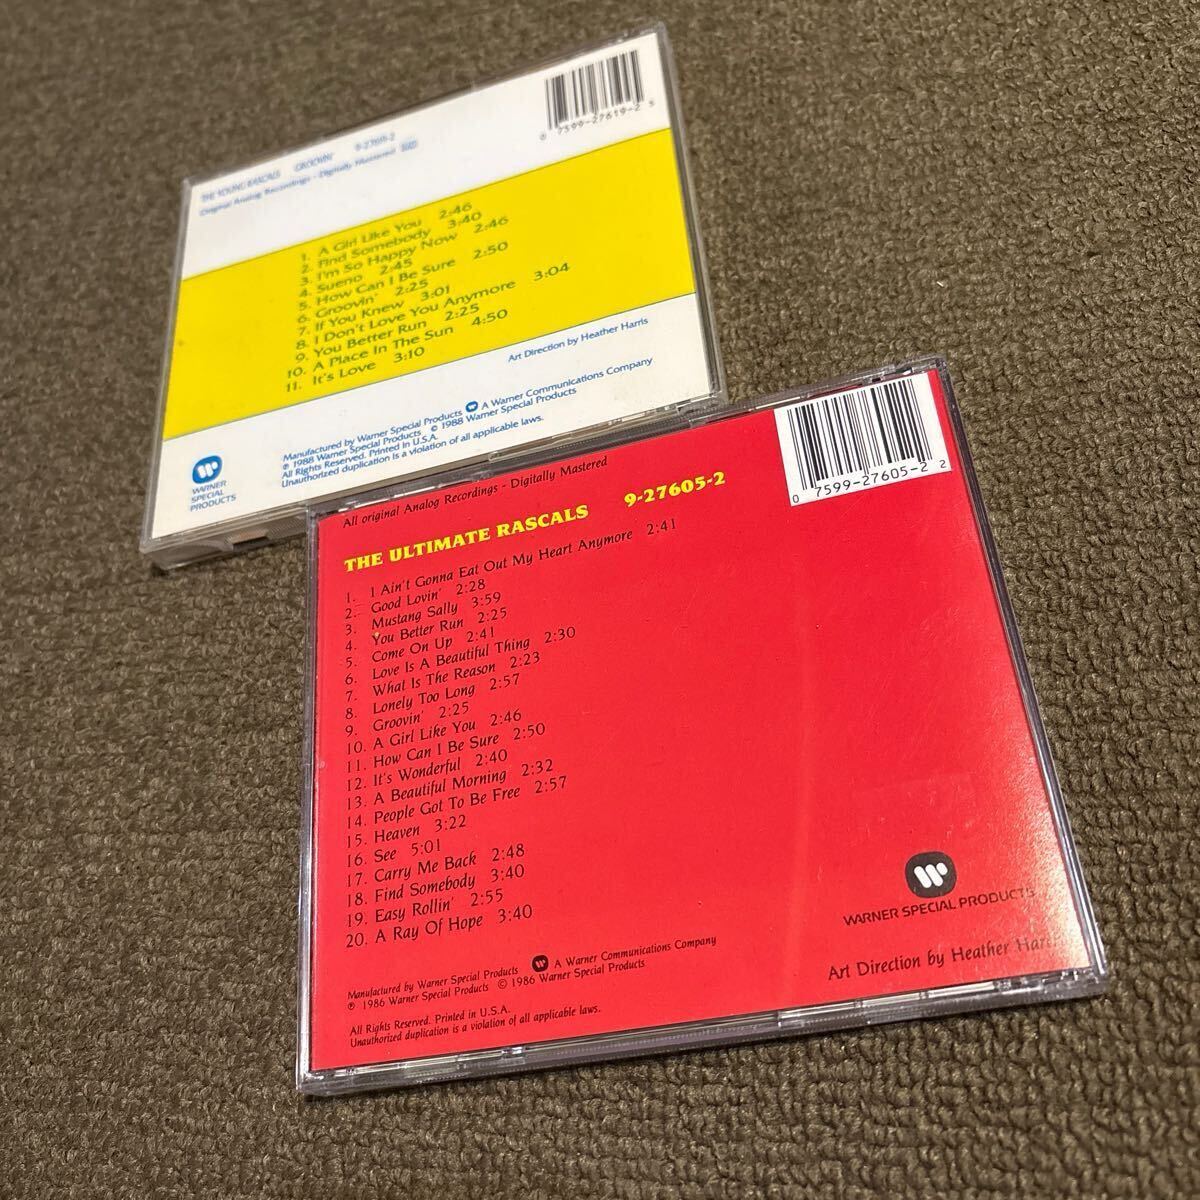 0 7599-27619-2 5
THE YOUNG RASCALS GROOVIN' 9-27605-2
Original Analog Recordings - Digitally Mastered
1. A Girl Like You 2:46
2. Find Somebody 3:40
3. I'm So Happy Now 2:46
4. Sueno 2:45
5. How Can I Be Sure 2:50
6. Groovin' 2:25
7. If You Knew 3:01
8. I Don't Love You Anymore 3:04
9. You Better Run 2:25
10. A Place In The Sun 4:50
11. It's Love 3:10
Art Direction by Heather Harris
Manufactured by Warner Special Products A Warner Communications Company
℗ 1988 Warner Special Products © 1988 Warner Special Products
All Rights Reserved. Printed in U.S.A.
Unauthorized duplication is a violation of all applicable laws.
WARNER
SPECIAL
PRODUCTS
0 7599-27605-2 2
All original Analog Recordings - Digitally Mastered
THE ULTIMATE RASCALS 9-27605-2
1. I Ain't Gonna Eat Out My Heart Anymore 2:41
2. Good Lovin' 2:28
3. Mustang Sally 3:59
4. You Better Run 2:25
5. Come On Up 2:41
6. Love Is A Beautiful Thing 2:30
7. What Is The Reason 2:23
8. Lonely Too Long 2:57
9. Groovin' 2:25
10. A Girl Like You 2:46
11. How Can I Be Sure 2:50
12. It's Wonderful 2:40
13. A Beautiful Morning 2:32
14. People Got To Be Free 2:57
15. Heaven 3:22
16. See 5:01
17. Carry Me Back 2:48
18. Find Somebody 3:40
19. Easy Rollin' 2:55
20. A Ray Of Hope 3:40
WARNER SPECIAL PRODUCTS
Art Direction by Heather Harris
Manufactured by Warner Special Products A Warner Communications Company
℗ 1986 Warner Special Products © 1986 Warner Special Products
All Rights Reserved. Printed in U.S.A.
Unauthorized duplication is a violation of all applicable laws.